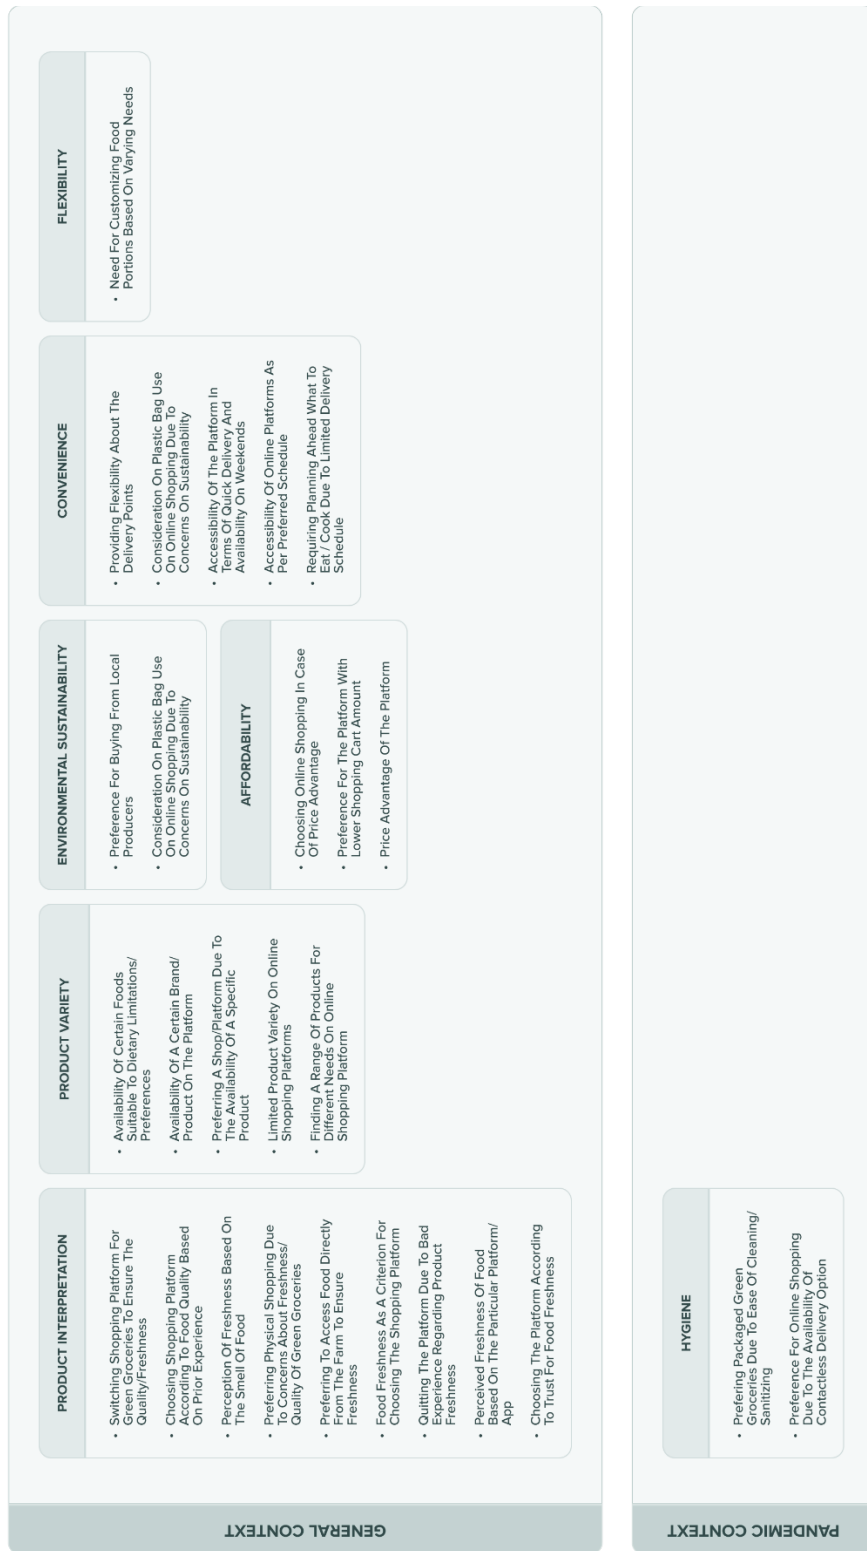 GENERAL CONTEXT
PRODUCT INTERPRETATION
• Switching Shopping Platform For
Green Groceries To Ensure The
Quality/Freshness
• Choosing Shopping Platform
According To Food Quality Based
On Prior Experience
• Perception Of Freshness Based On
The Smell Of Food
• Preferring Physical Shopping Due
To Concerns About Freshness/
Quality Of Green Groceries
• Preferring To Access Food Directly
From The Farm To Ensure
Freshness
• Food Freshness As A Criterion For
Choosing The Shopping Platform
• Quitting The Platform Due To Bad
Experience Regarding Product
Freshness
• Perceived Freshness Of Food
Based On The Particular Platform/
App
• Choosing The Platform According
To Trust For Food Freshness
PRODUCT VARIETY
• Availability Of Certain Foods
Suitable To Dietary Limitations/
Preferences
• Availability Of A Certain Brand/
Product On The Platform
• Preferring A Shop/Platform Due To
The Availability Of A Specific
Product
• Limited Product Variety On Online
Shopping Platforms
• Finding A Range Of Products For
Different Needs On Online
Shopping Platform
ENVIRONMENTAL SUSTAINABILITY
• Preference For Buying From Local
Producers
• Consideration On Plastic Bag Use
On Online Shopping Due To
Concerns On Sustainability
AFFORDABILITY
• Choosing Online Shopping In Case
Of Price Advantage
• Preference For The Platform With
Lower Shopping Cart Amount
• Price Advantage Of The Platform
CONVENIENCE
• Providing Flexibility About The
Delivery Points
• Consideration On Plastic Bag Use
On Online Shopping Due To
Concerns On Sustainability
• Accessibility Of The Platform In
Terms Of Quick Delivery And
Availability On Weekends
• Accessibility Of Online Platforms As
Per Preferred Schedule
• Requiring Planning Ahead What To
Eat / Cook Due To Limited Delivery
Schedule
FLEXIBILITY
• Need For Customizing Food
Portions Based On Varying Needs
PANDEMIC CONTEXT
HYGIENE
• Prefering Packaged Green
Groceries Due To Ease Of Cleaning/
Sanitizing
• Preference For Online Shopping
Due To The Availability Of
Contactless Delivery Option